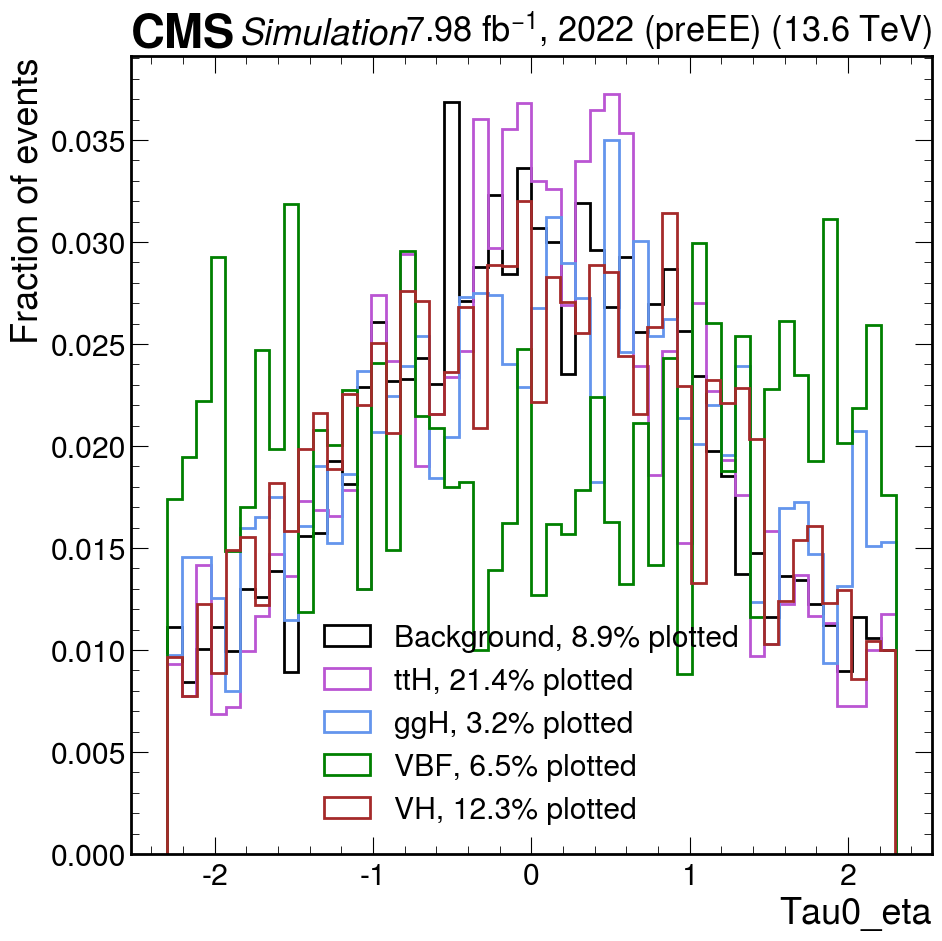 CMS Simulation 7.98 fb⁻¹, 2022 (preEE) (13.6 TeV)
Fraction of events
0.035
0.030
0.025
0.020
0.015
0.010
0.005
0.000
Background, 8.9% plotted
ttH, 21.4% plotted
ggH, 3.2% plotted
VBF, 6.5% plotted
VH, 12.3% plotted
-2 -1 0 1 2
Tau0_eta